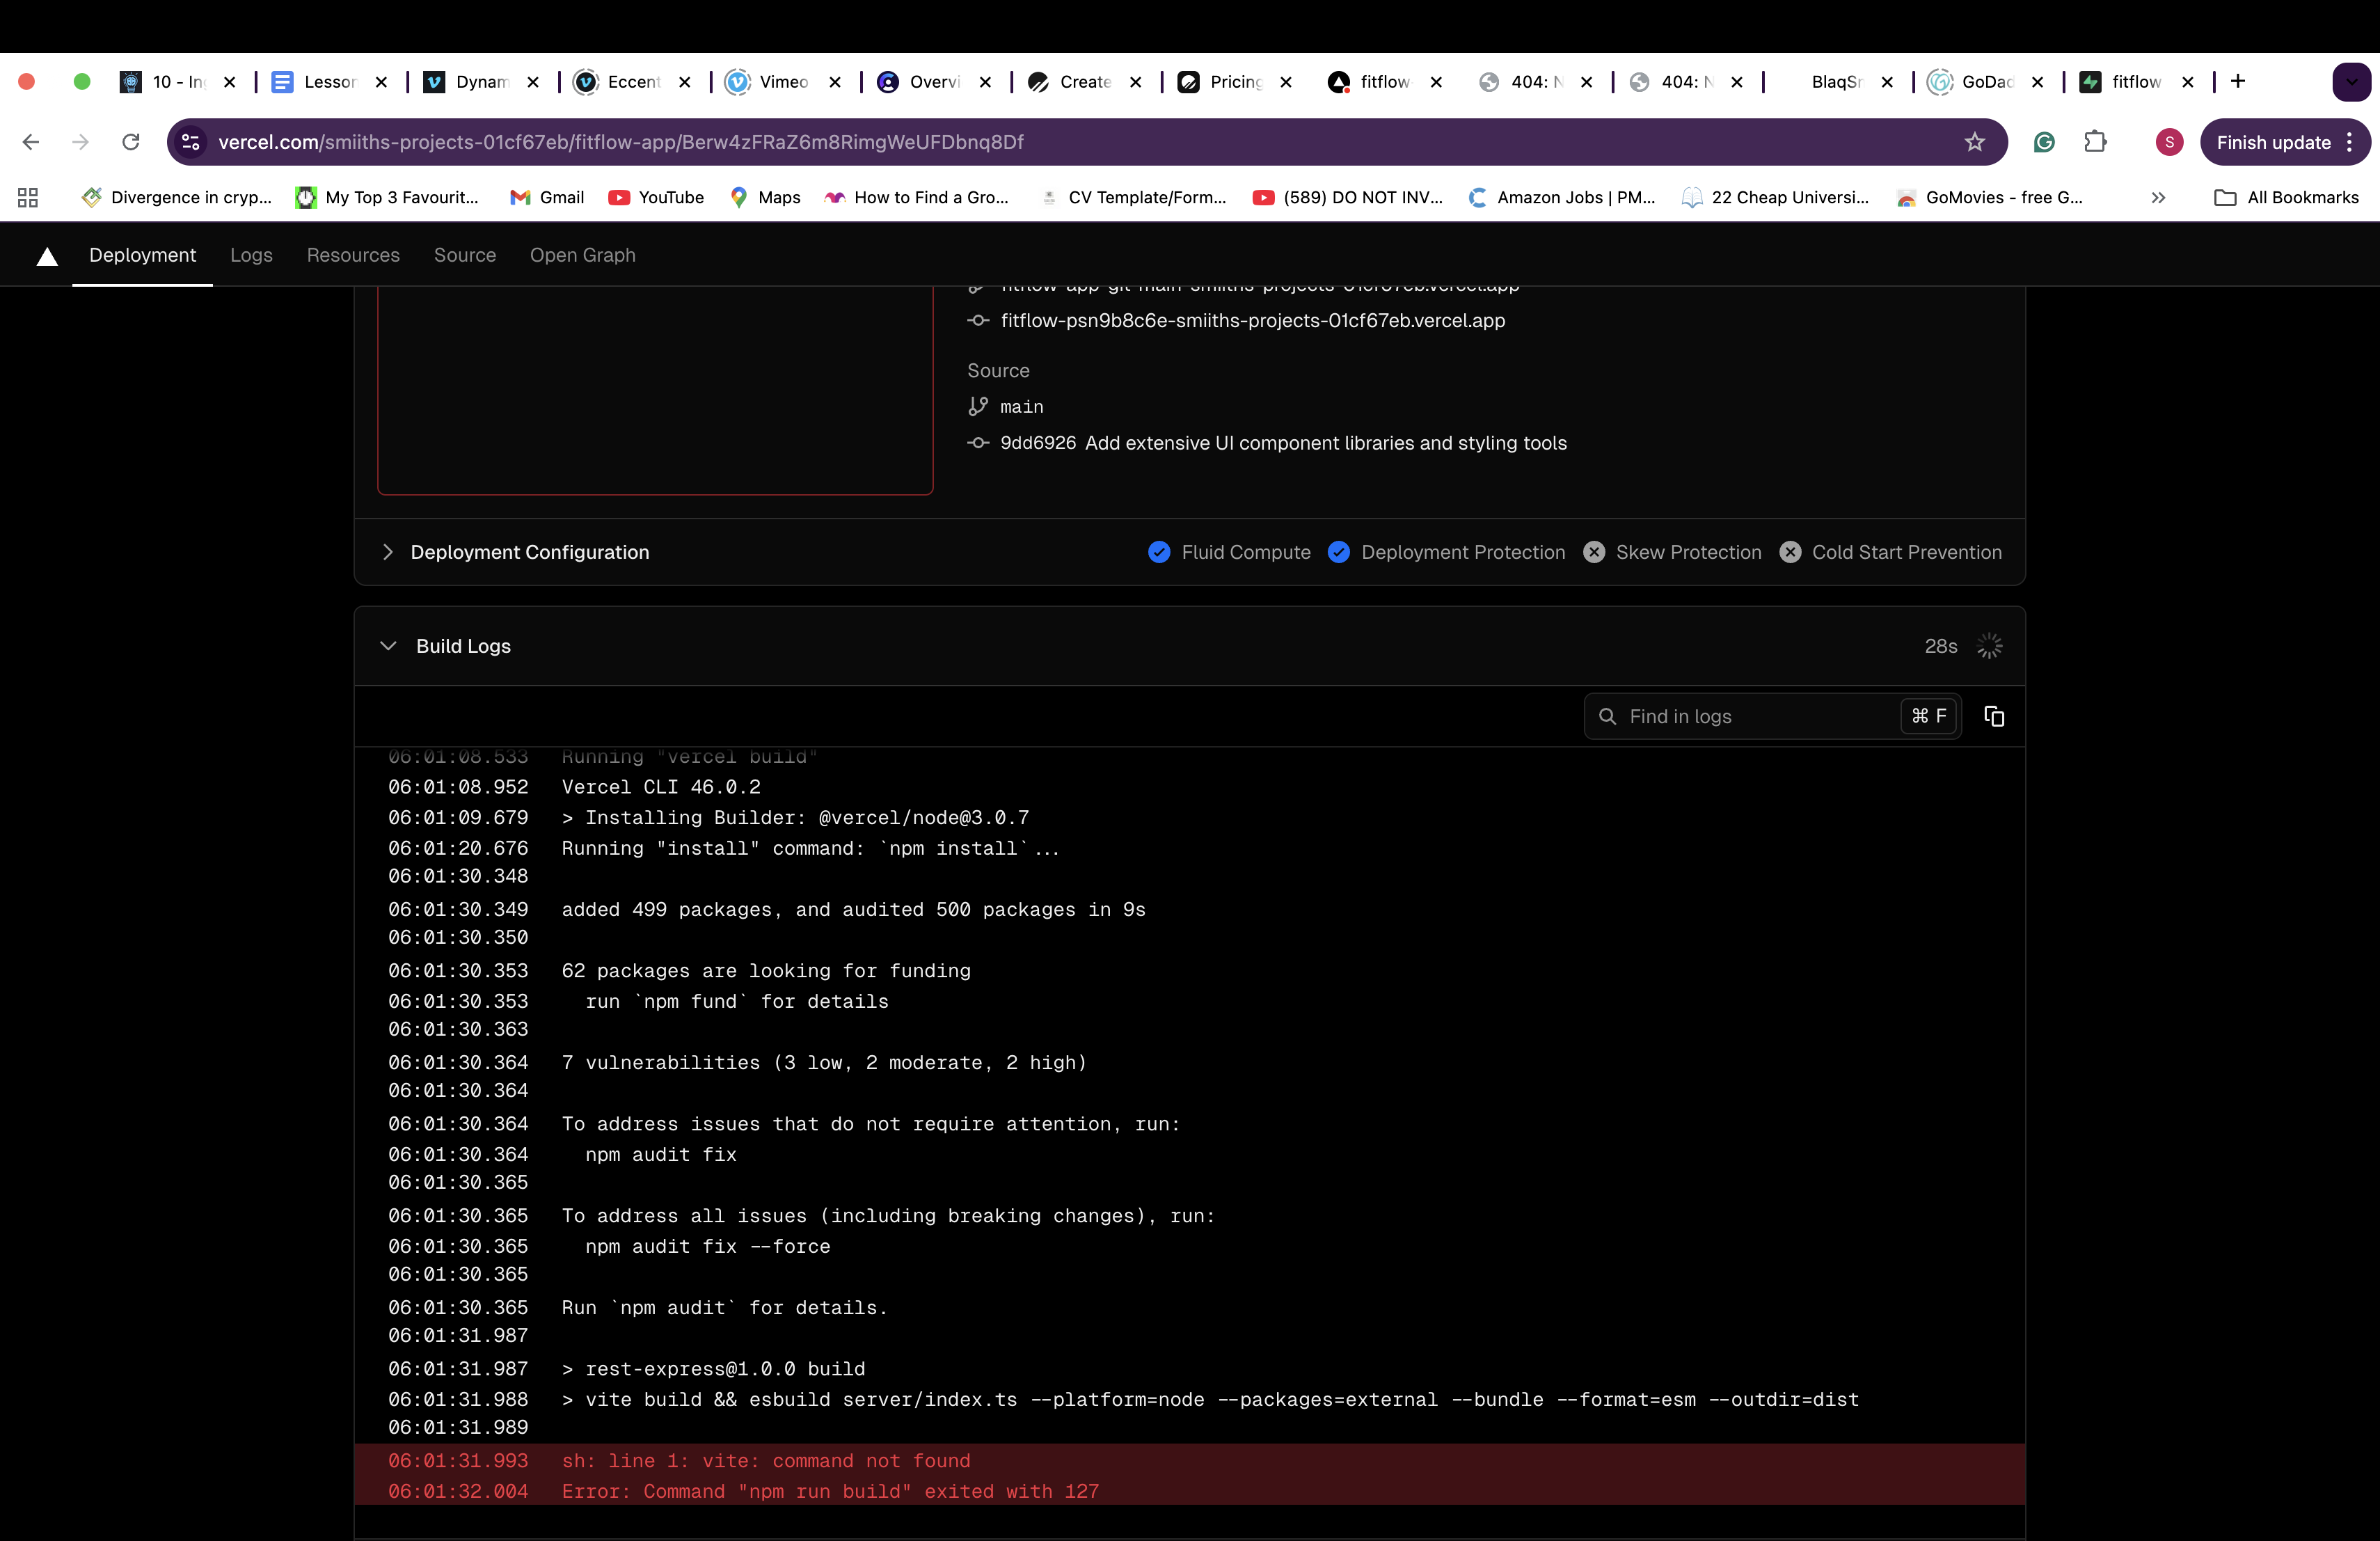 10 - In
Lesson
Dynam
Eccent
Vimeo
Overvi
Create
Pricing
fitflow
404: N
404: N
BlaqSn
GoDad
fitflow
vercel.com/smiiths-projects-01cf67eb/fitflow-app/Berw4zFRaZ6m8RimgWeUFDbnq8Df
S
Finish update
Divergence in cryp...
My Top 3 Favourit...
Gmail
YouTube
Maps
How to Find a Gro...
CV Template/Form...
(589) DO NOT INV...
Amazon Jobs | PM...
22 Cheap Universi...
GoMovies - free G...
All Bookmarks
Deployment
Logs
Resources
Source
Open Graph
fitflow-app-git-main-smiiths-projects-01cf67eb.vercel.app
fitflow-psn9b8c6e-smiiths-projects-01cf67eb.vercel.app
Source
main
9dd6926 Add extensive UI component libraries and styling tools
Deployment Configuration
Fluid Compute
Deployment Protection
Skew Protection
Cold Start Prevention
Build Logs
28s
Find in logs
⌘ F
06:01:08.533 Running "vercel build"
06:01:08.952 Vercel CLI 46.0.2
06:01:09.679 > Installing Builder: @vercel/node@3.0.7
06:01:20.676 Running "install" command: `npm install`...
06:01:30.348
06:01:30.349 added 499 packages, and audited 500 packages in 9s
06:01:30.350
06:01:30.353 62 packages are looking for funding
06:01:30.353 run `npm fund` for details
06:01:30.363
06:01:30.364 7 vulnerabilities (3 low, 2 moderate, 2 high)
06:01:30.364
06:01:30.364 To address issues that do not require attention, run:
06:01:30.364 npm audit fix
06:01:30.365
06:01:30.365 To address all issues (including breaking changes), run:
06:01:30.365 npm audit fix --force
06:01:30.365
06:01:30.365 Run `npm audit` for details.
06:01:31.987
06:01:31.987 > rest-express@1.0.0 build
06:01:31.988 > vite build && esbuild server/index.ts --platform=node --packages=external --bundle --format=esm --outdir=dist
06:01:31.989
06:01:31.993 sh: line 1: vite: command not found
06:01:32.004 Error: Command "npm run build" exited with 127